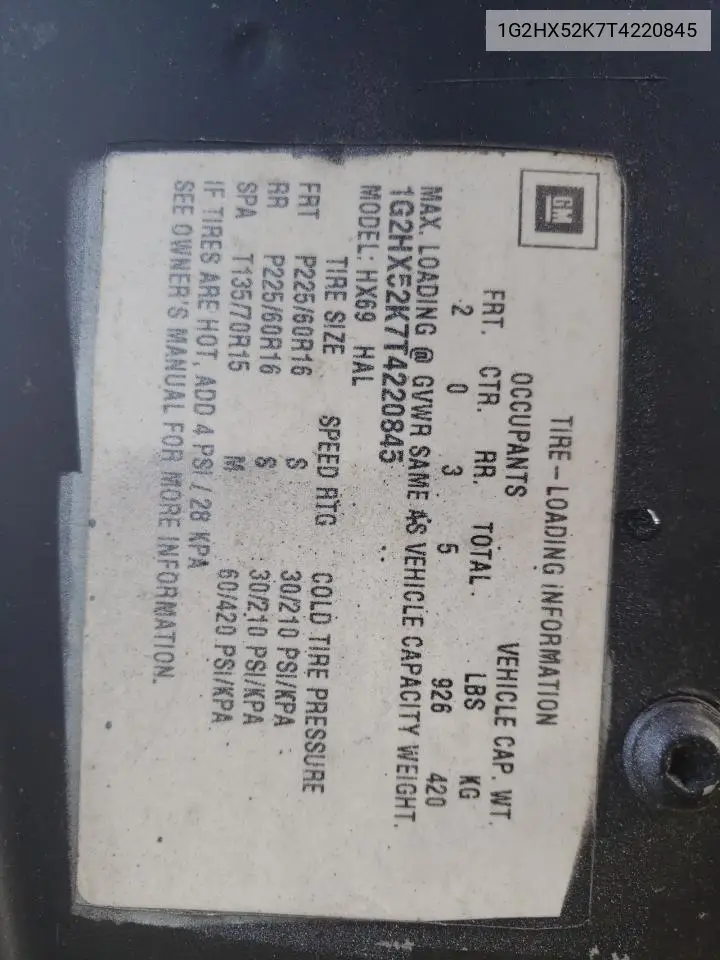 1G2HX52K7T4220845
GM
TIRE-LOADING INFORMATION
OCCUPANTS VEHICLE CAP. WT.
FRT. CTR. RR. TOTAL. LBS KG
2 0 3 5 926 420
MAX. LOADING @ GVWR SAME AS VEHICLE CAPACITY WEIGHT.
1G2HX52K7T4220845
MODEL: HX69 HAL
TIRE SIZE SPEED RTG COLD TIRE PRESSURE
FRT P225/60R16 S 30/210 PSI/KPA
RR P225/60R16 S 30/210 PSI/KPA
SPA T135/70R15 M 60/420 PSI/KPA
IF TIRES ARE HOT, ADD 4 PSI / 28 KPA
SEE OWNER'S MANUAL FOR MORE INFORMATION.